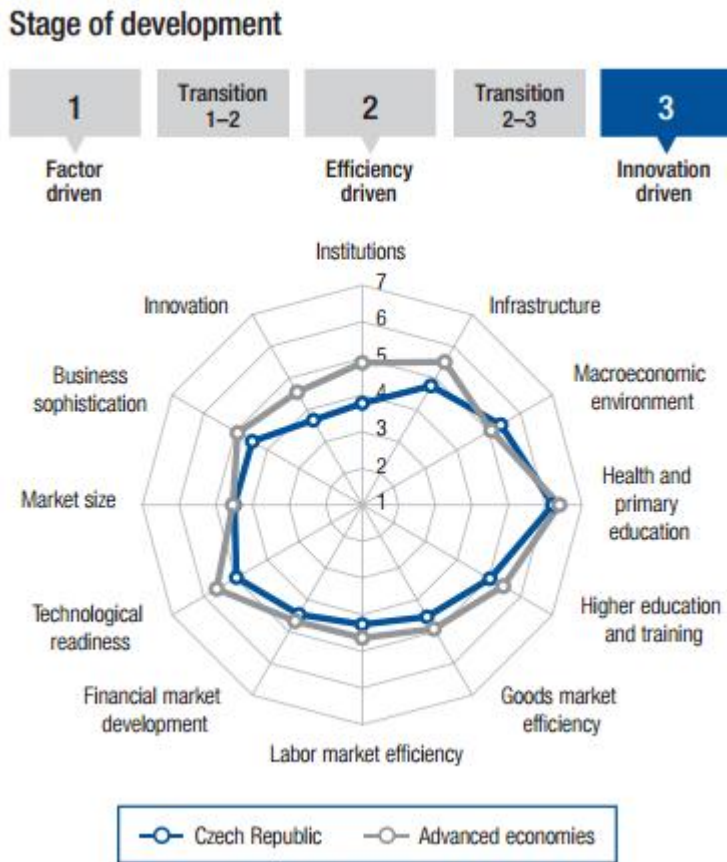 Stage of development
1
Transition
1–2
2
Transition
2–3
3
Factor
driven
Efficiency
driven
Innovation
driven
Institutions
7
Innovation
Infrastructure
6
5
Business
sophistication
Macroeconomic
environment
4
3
2
Market size
1
Health and
primary
education
Technological
readiness
Higher education
and training
Financial market
development
Goods market
efficiency
Labor market efficiency
Czech Republic
Advanced economies